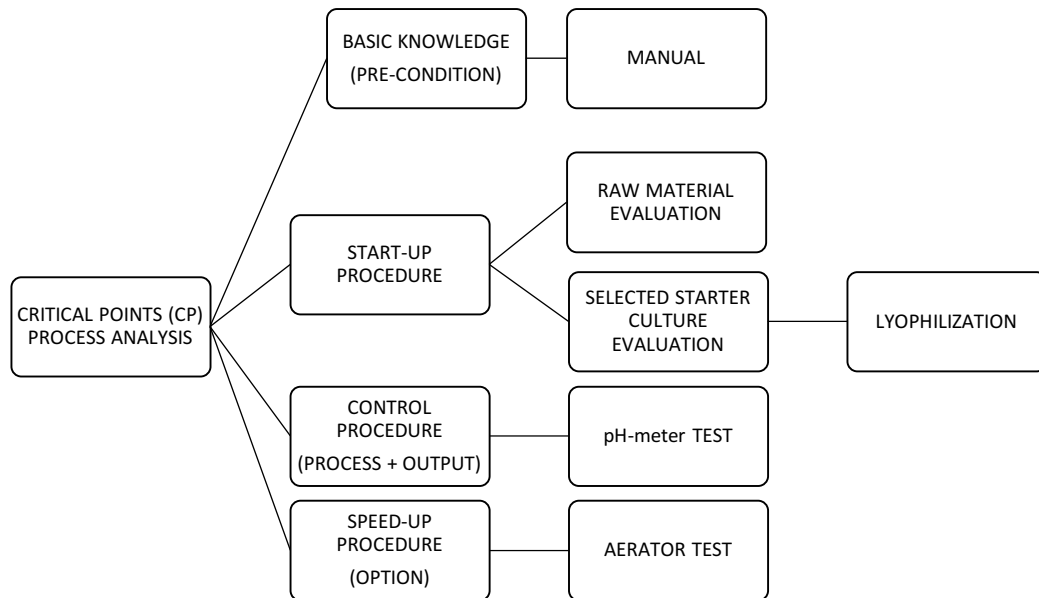 BASIC KNOWLEDGE
(PRE-CONDITION)
MANUAL
RAW MATERIAL
EVALUATION
START-UP
PROCEDURE
SELECTED STARTER
CULTURE
EVALUATION
LYOPHILIZATION
CRITICAL POINTS (CP)
PROCESS ANALYSIS
CONTROL
PROCEDURE
(PROCESS + OUTPUT)
pH-meter TEST
SPEED-UP
PROCEDURE
(OPTION)
AERATOR TEST